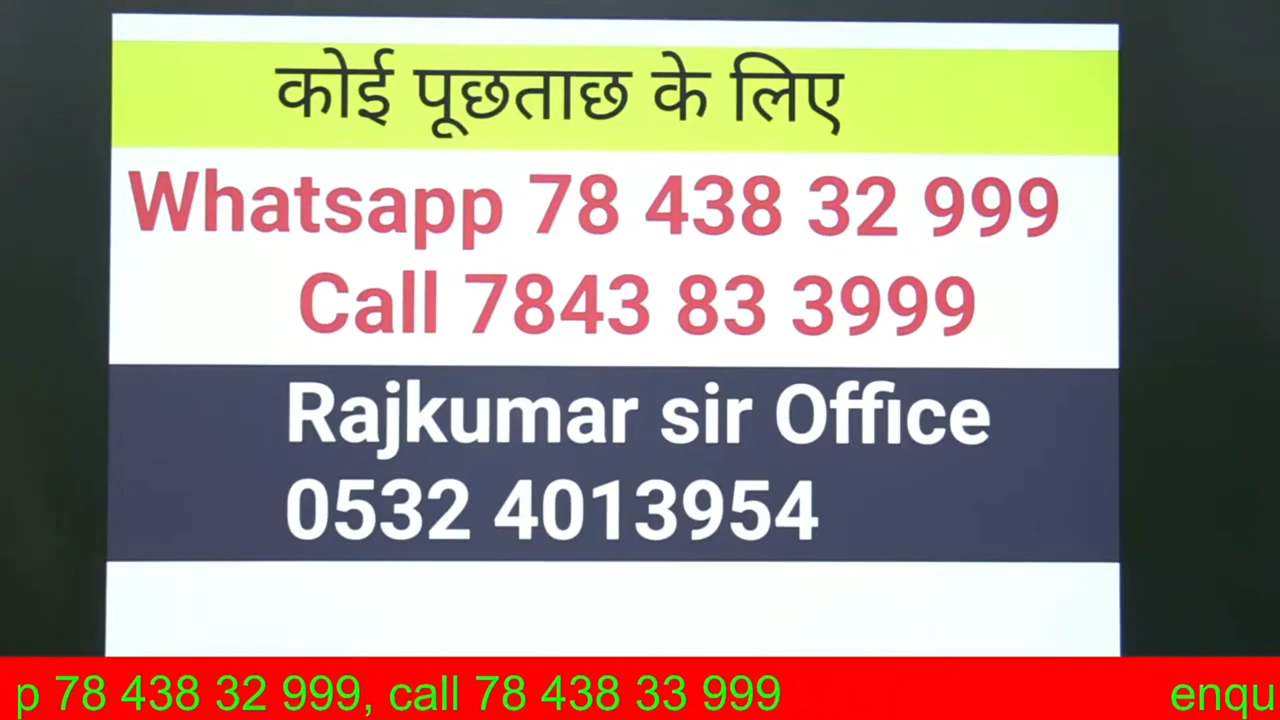 कोई पूछताछ के लिए
Whatsapp 78 438 32 999
Call 7843 83 3999
Rajkumar sir Office
0532 4013954
p 78 438 32 999, call 78 438 33 999 enqu